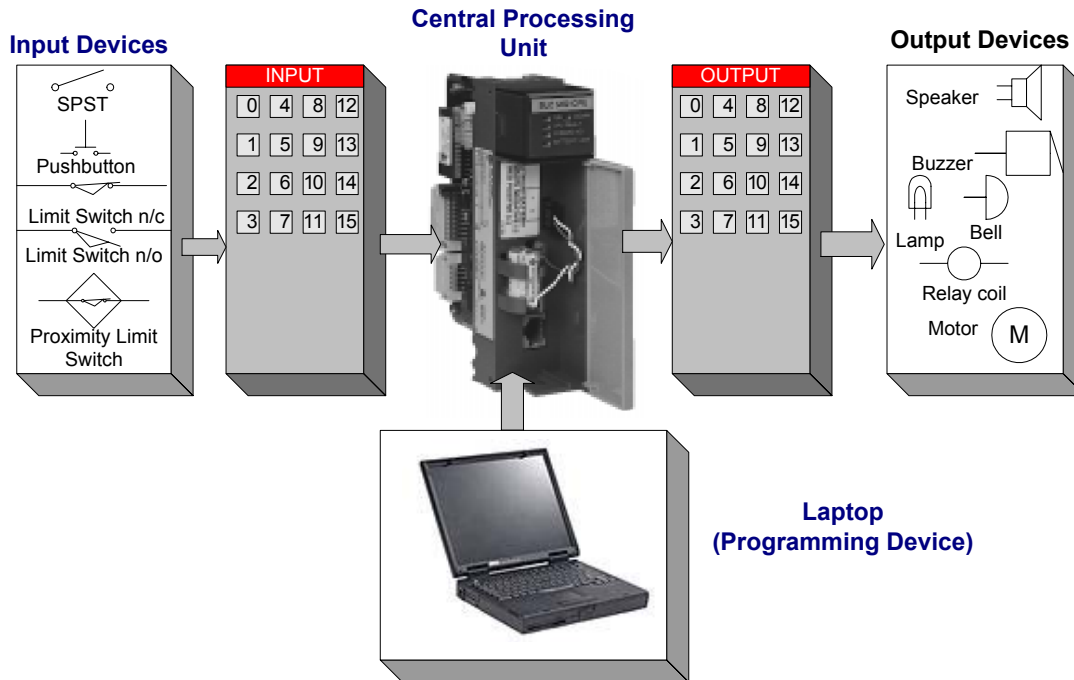 Central Processing
Unit
Input Devices
Output Devices
SPST
Pushbutton
Limit Switch n/c
Limit Switch n/o
Proximity Limit
Switch
INPUT
0 4 8 12
1 5 9 13
2 6 10 14
3 7 11 15
OUTPUT
0 4 8 12
1 5 9 13
2 6 10 14
3 7 11 15
Speaker
Buzzer
Lamp
Bell
Relay coil
Motor
M
Laptop
(Programming Device)